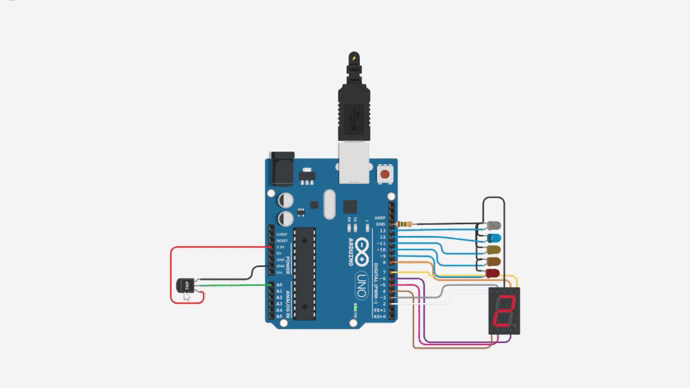 AREF
GND
13
12
~11
~10
~9
8
7
~6
~5
4
~3
2
TX→1
RX←0
DIGITAL (PWM~)
IOREF
RESET
3.3V
5V
GND
GND
Vin
POWER
A0
A1
A2
A3
A4
A5
ANALOG IN
ARDUINO
UNO
TX
RX
L
TMP
2